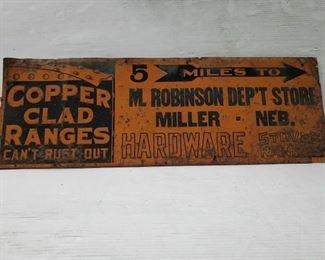 COPPER
CLAD
RANGES
CAN'T RUST OUT
5 MILES TO
M. ROBINSON DEP'T STORE
MILLER - NEB.
HARDWARE